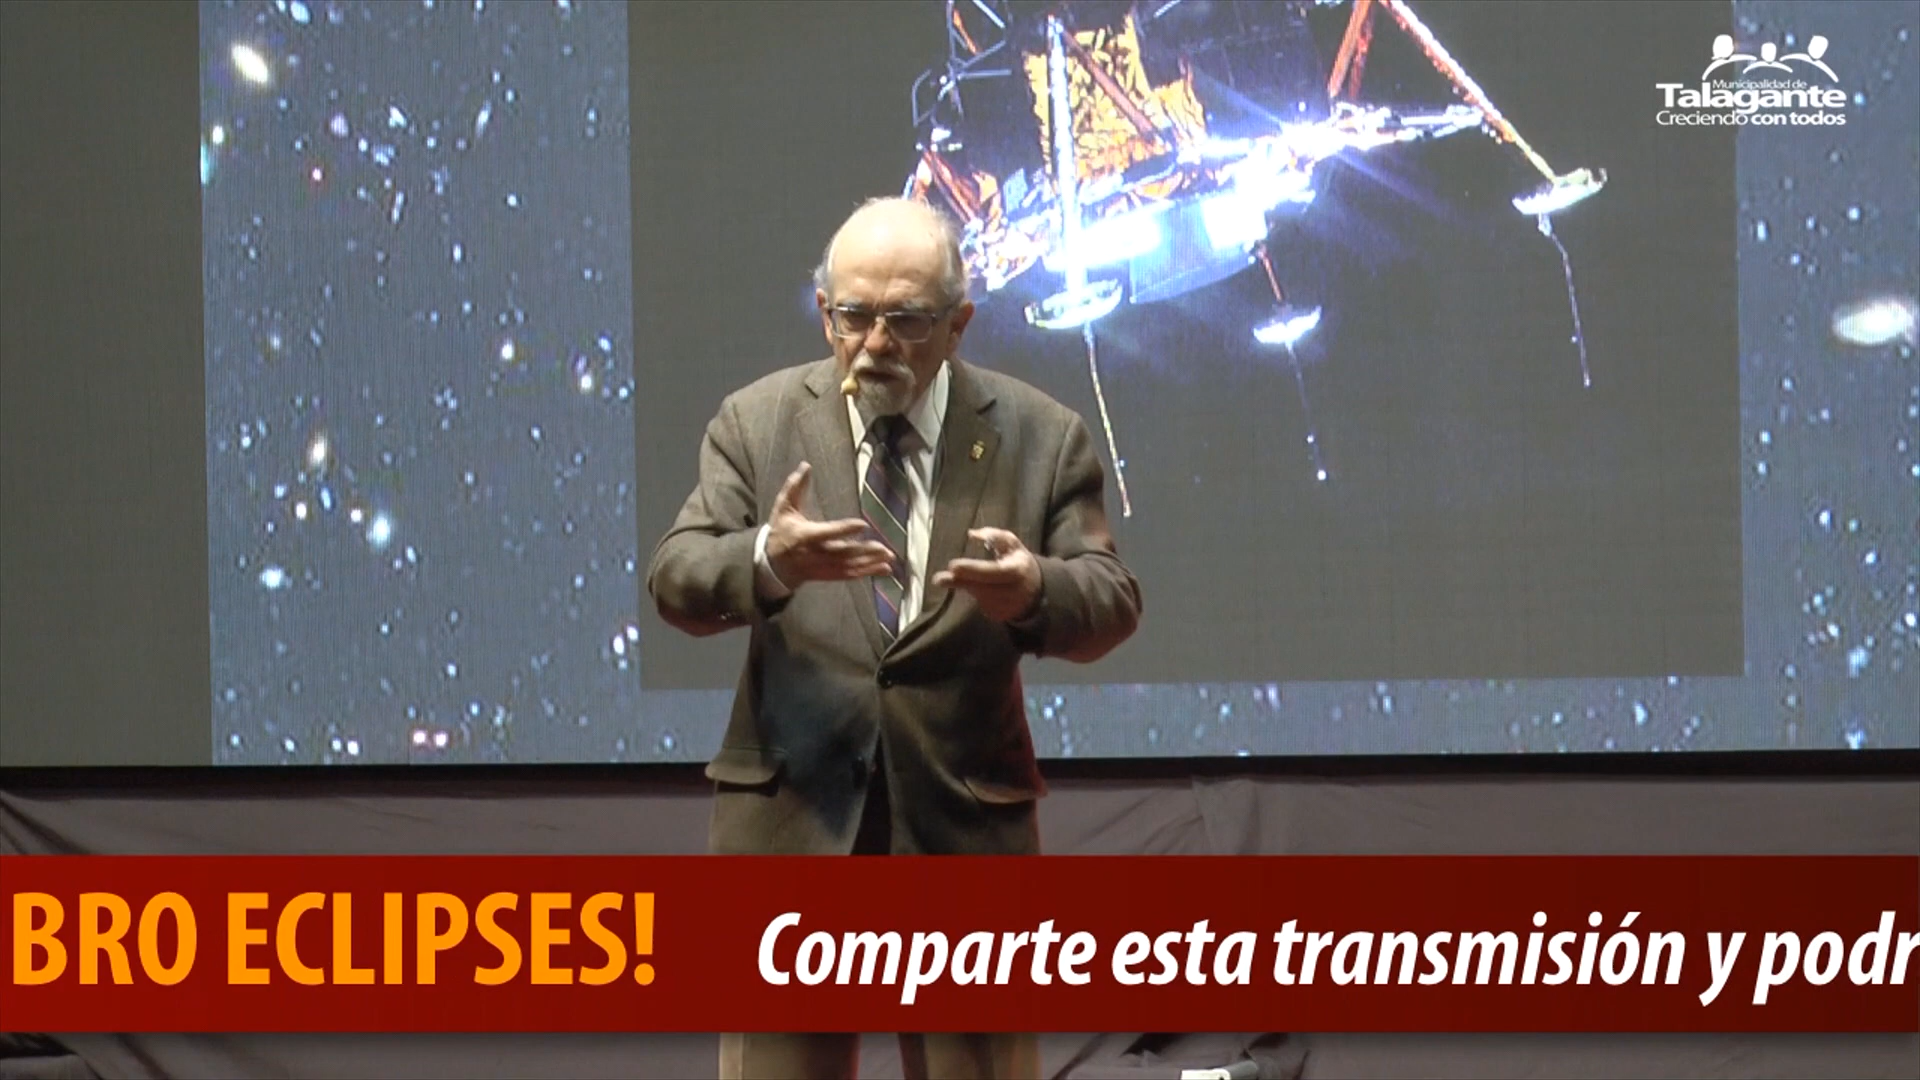 Municipalidad de
Talagante
Creciendo con todos
BRO ECLIPSES! Comparte esta transmisión y podr